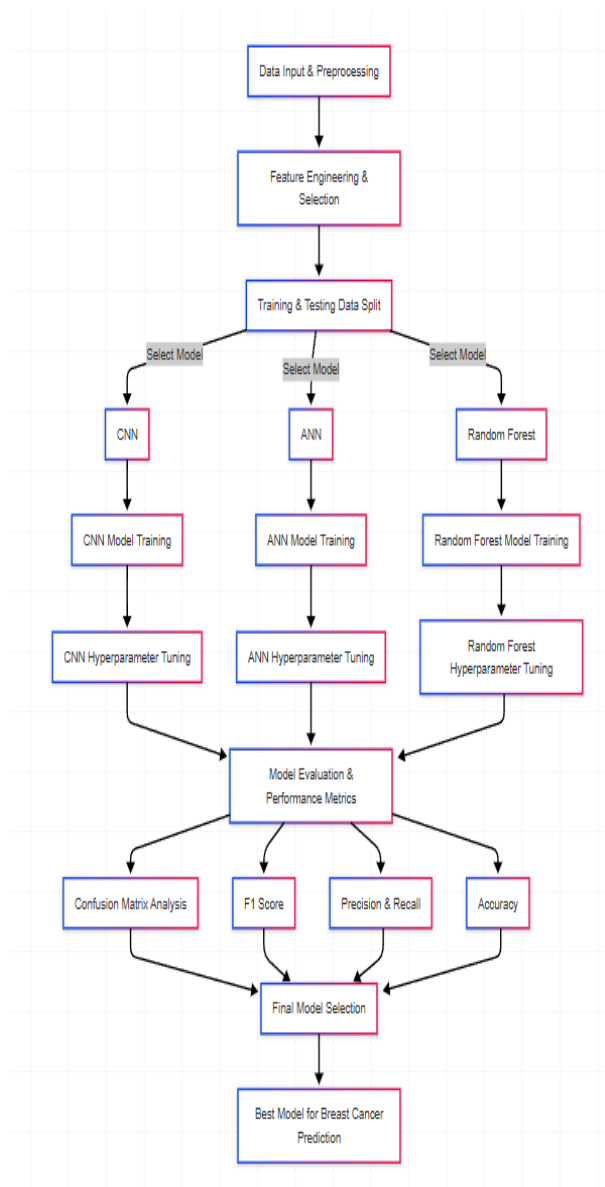 Data Input & Preprocessing
Feature Engineering &
Selection
Training & Testing Data Split
Select Model
Select Model
Select Model
CNN
ANN
Random Forest
CNN Model Training
ANN Model Training
Random Forest Model Training
CNN Hyperparameter Tuning
ANN Hyperparameter Tuning
Random Forest
Hyperparameter Tuning
Model Evaluation &
Performance Metrics
Confusion Matrix Analysis
F1 Score
Precision & Recall
Accuracy
Final Model Selection
Best Model for Breast Cancer
Prediction